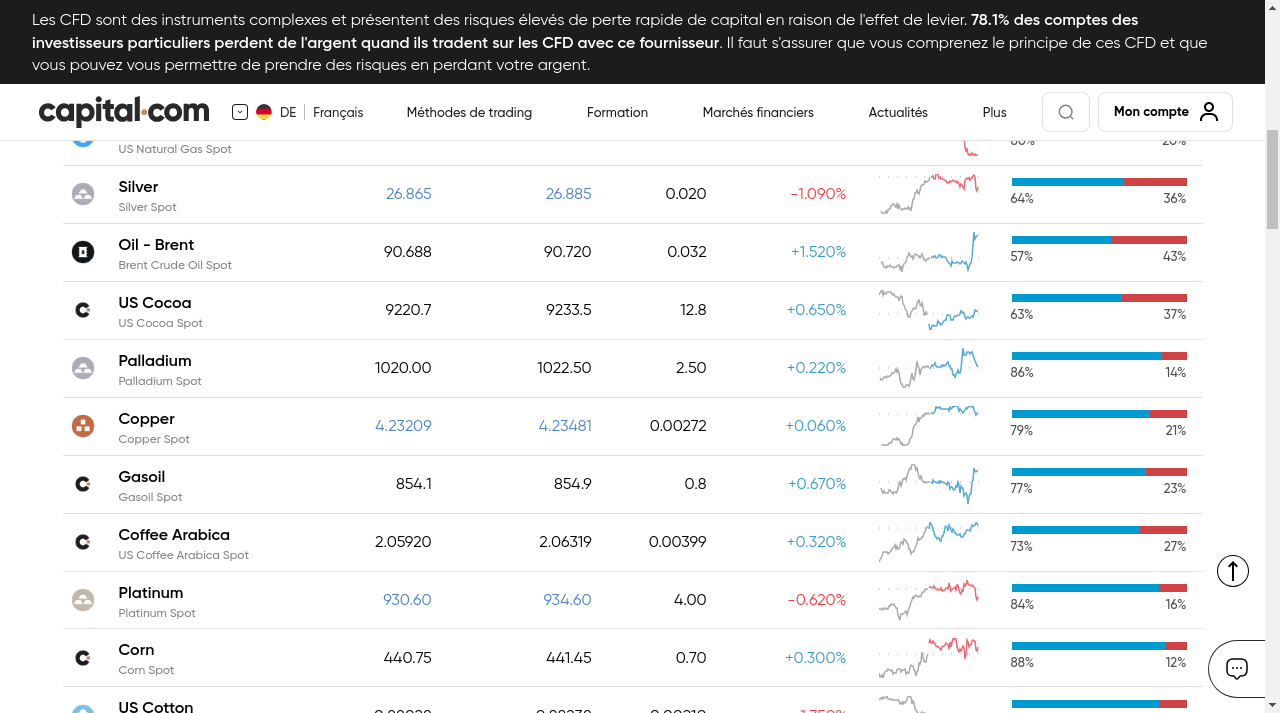 Les CFD sont des instruments complexes et présentent des risques élevés de perte rapide de capital en raison de l'effet de levier. 78.1% des comptes des
investisseurs particuliers perdent de l'argent quand ils tradent sur les CFD avec ce fournisseur. Il faut s'assurer que vous comprenez le principe de ces CFD et que
vous pouvez vous permettre de prendre des risques en perdant votre argent.
capital.com DE Français Méthodes de trading Formation Marchés financiers Actualités Plus Mon compte
US Natural Gas Spot
Silver 26.865 26.885 0.020 -1.090%
Silver Spot 64% 36%
Oil - Brent 90.688 90.720 0.032 +1.520%
Brent Crude Oil Spot 57% 43%
US Cocoa 9220.7 9233.5 12.8 +0.650%
US Cocoa Spot 63% 37%
Palladium 1020.00 1022.50 2.50 +0.220%
Palladium Spot 86% 14%
Copper 4.23209 4.23481 0.00272 +0.060%
Copper Spot 79% 21%
Gasoil 854.1 854.9 0.8 +0.670%
Gasoil Spot 77% 23%
Coffee Arabica 2.05920 2.06319 0.00399 +0.320%
US Coffee Arabica Spot 73% 27%
Platinum 930.60 934.60 4.00 -0.620%
Platinum Spot 84% 16%
Corn 440.75 441.45 0.70 +0.300%
Corn Spot 88% 12%
US Cotton